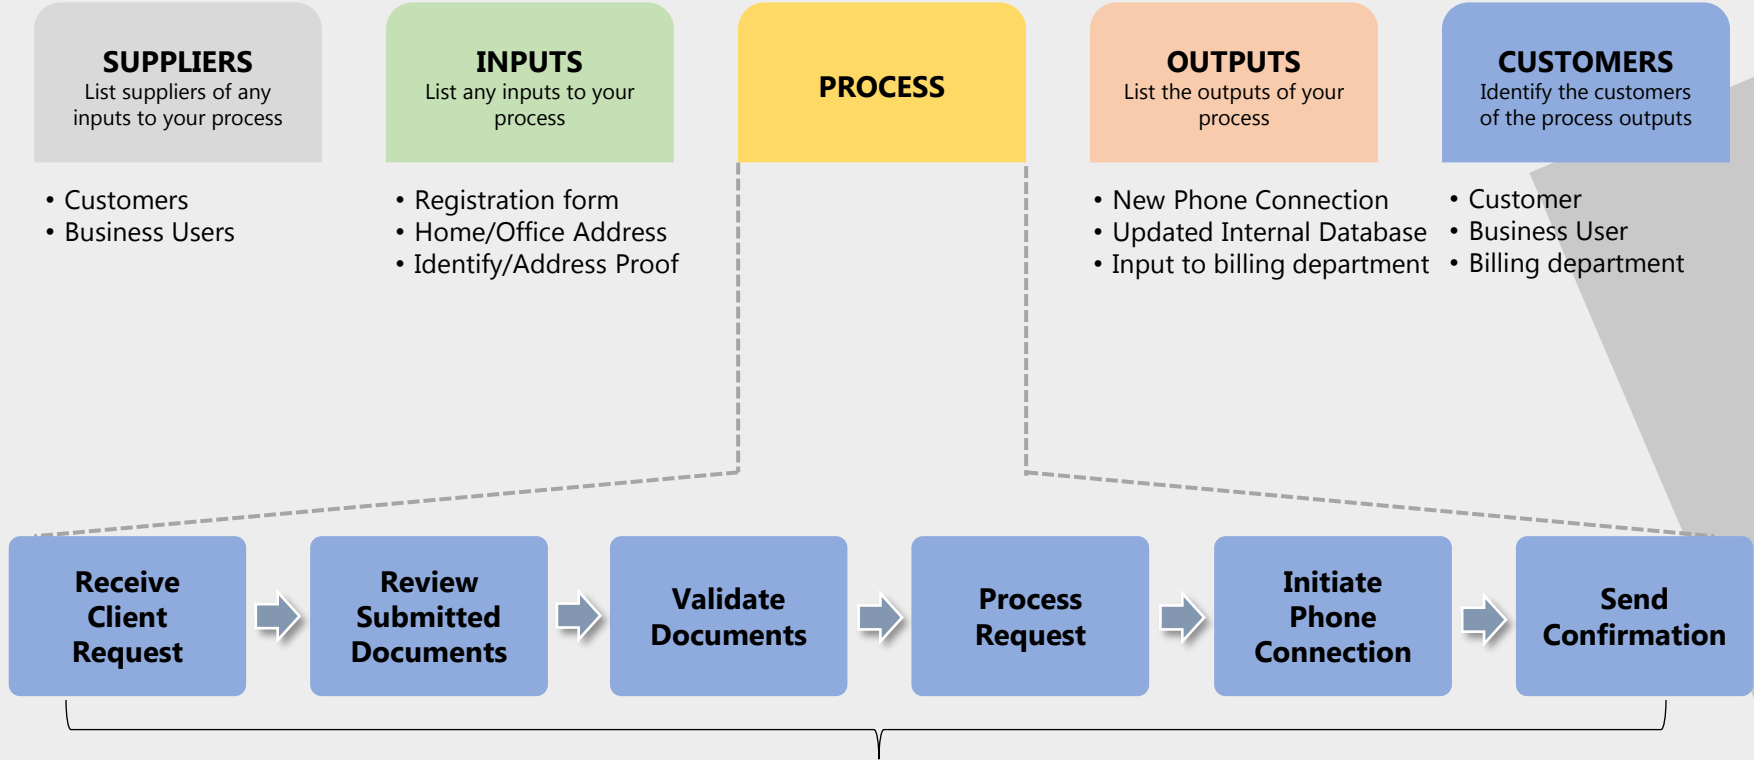 SUPPLIERS
List suppliers of any
inputs to your process
INPUTS
List any inputs to your
process
PROCESS
OUTPUTS
List the outputs of your
process
CUSTOMERS
Identify the customers
of the process outputs
• Customers
• Business Users
• Registration form
• Home/Office Address
• Identify/Address Proof
• New Phone Connection
• Updated Internal Database
• Input to billing department
• Customer
• Business User
• Billing department
Receive
Client
Request
Review
Submitted
Documents
Validate
Documents
Process
Request
Initiate
Phone
Connection
Send
Confirmation